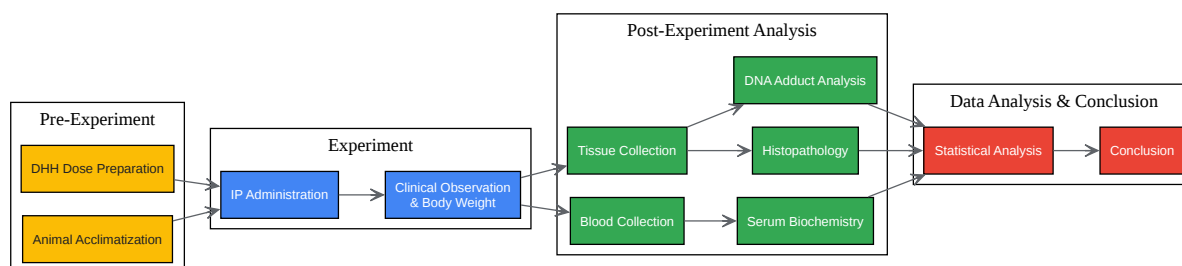 Pre-Experiment
DHH Dose Preparation
Animal Acclimatization
Experiment
IP Administration
Clinical Observation
& Body Weight
Post-Experiment Analysis
DNA Adduct Analysis
Tissue Collection
Histopathology
Blood Collection
Serum Biochemistry
Data Analysis & Conclusion
Statistical Analysis
Conclusion